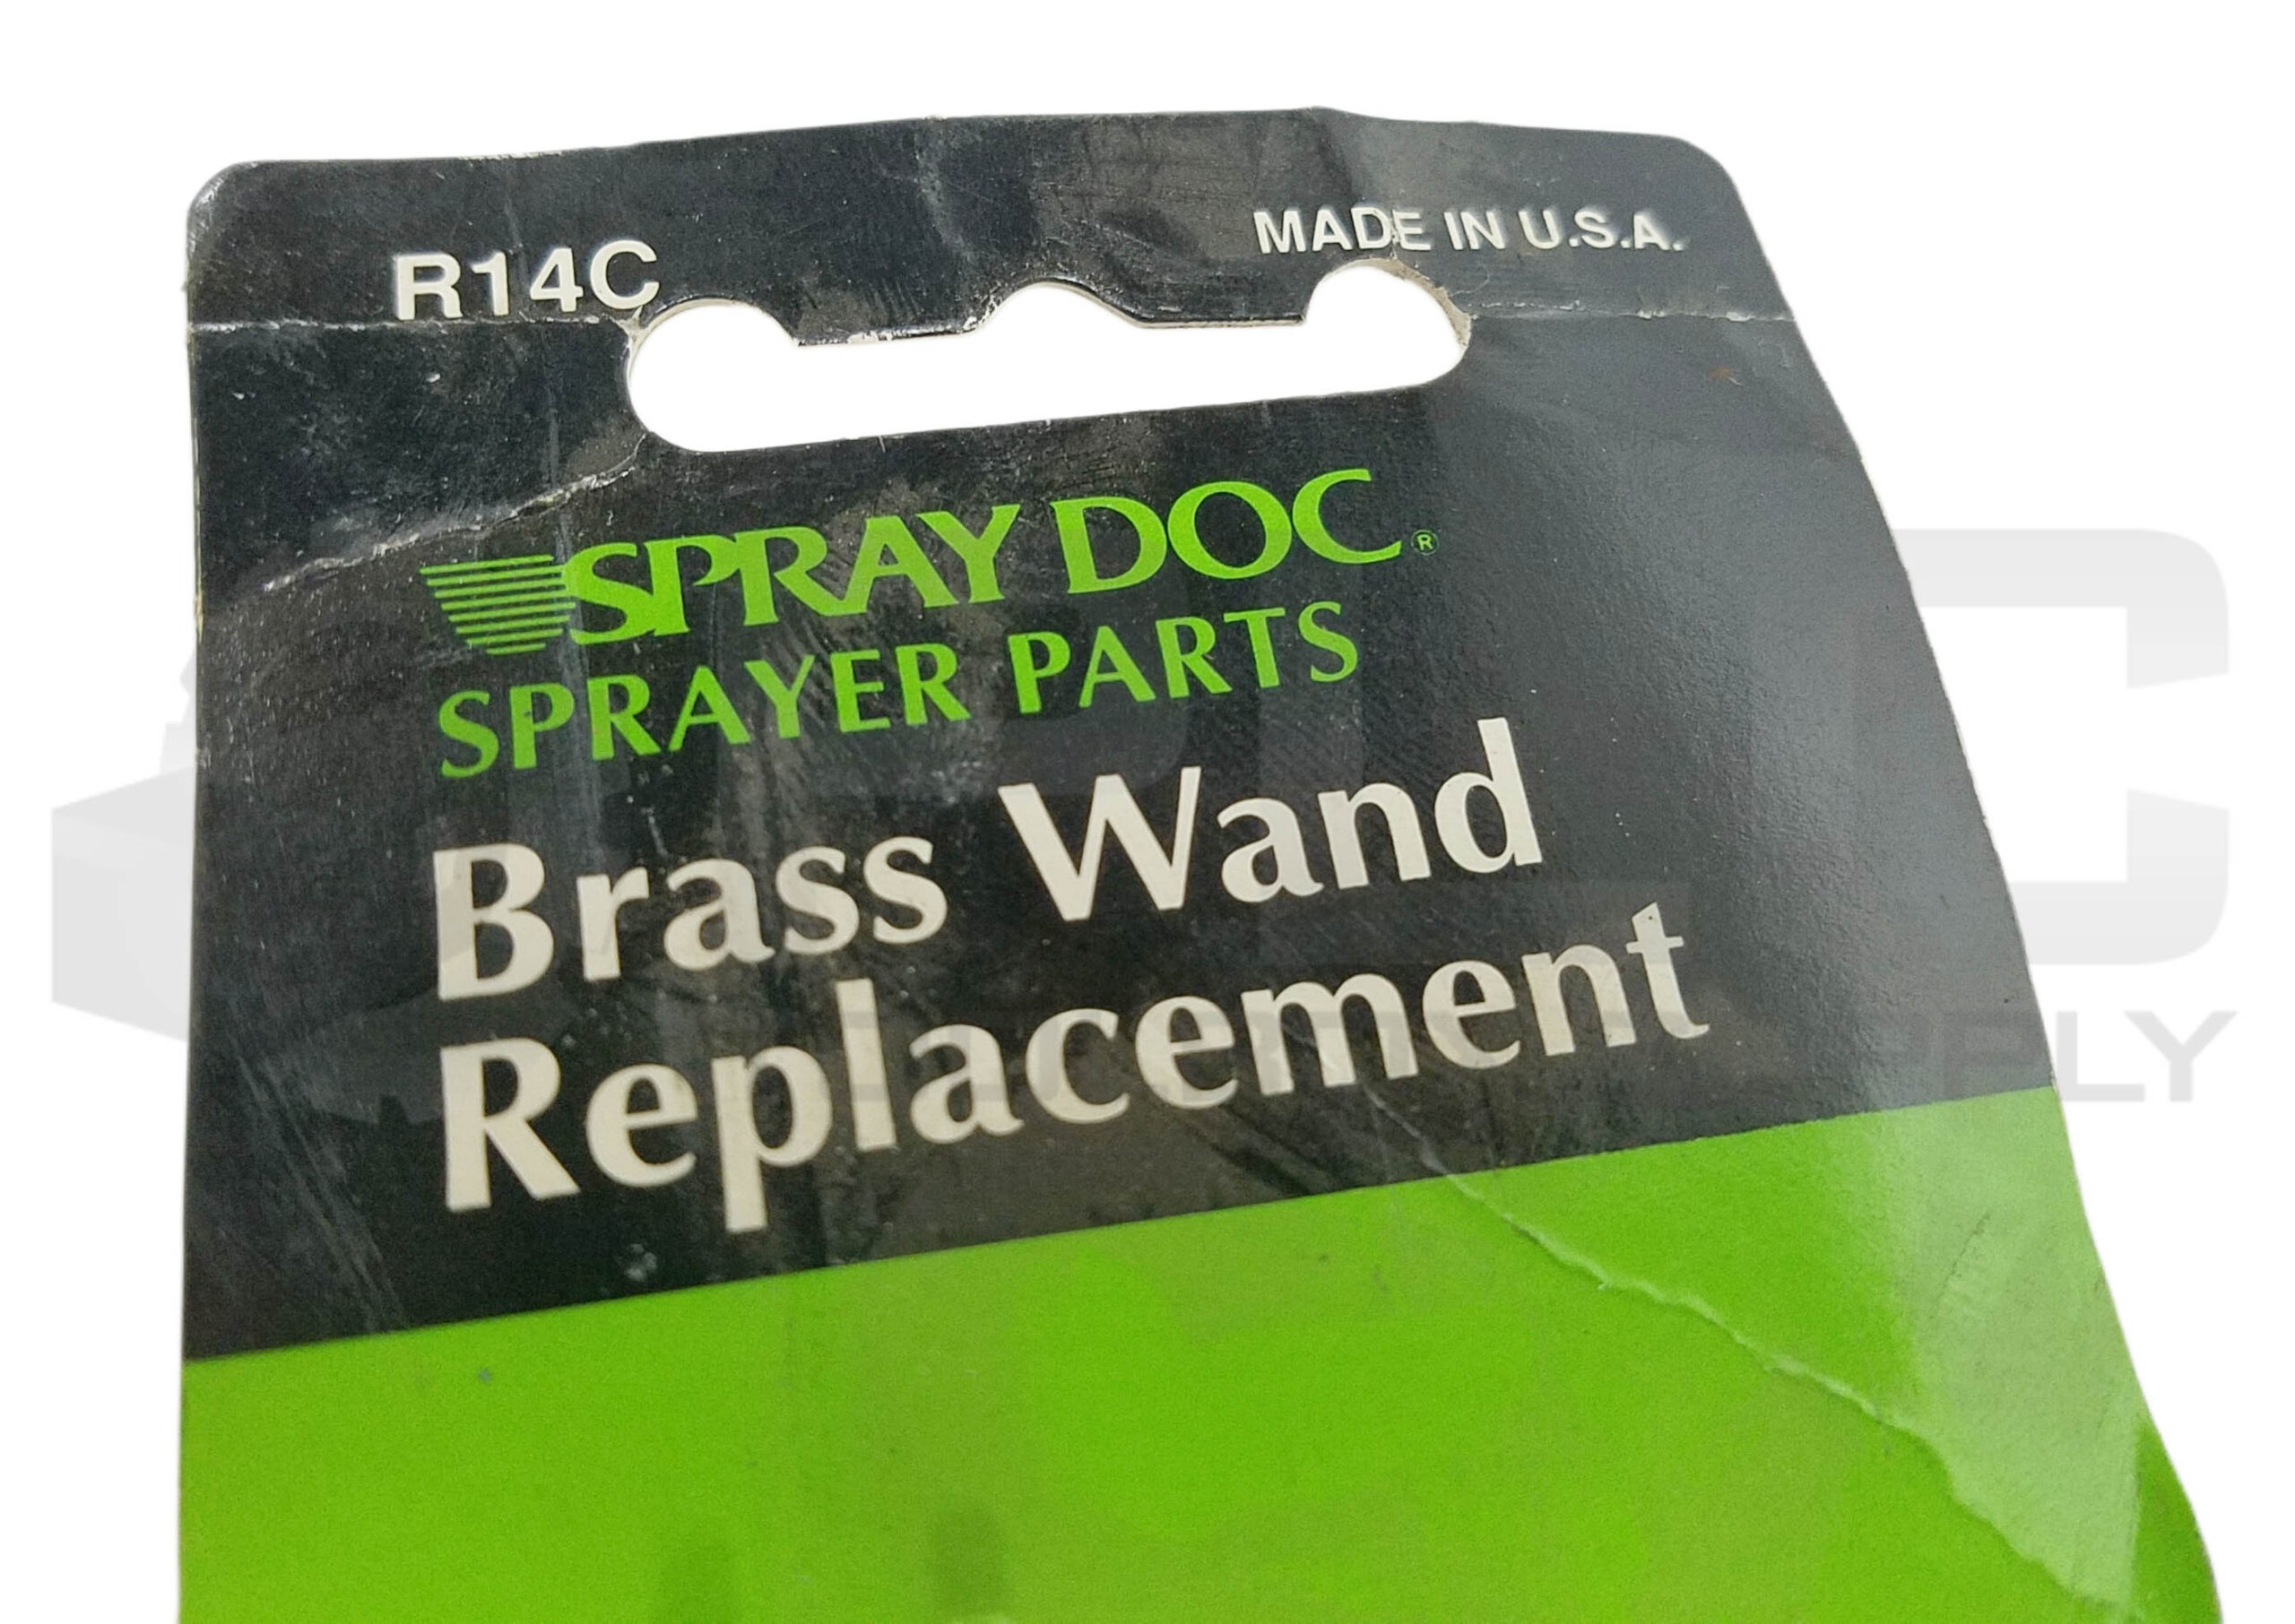 R14C
MADE IN U.S.A.
SPRAY DOC®
SPRAYER PARTS
Brass Wand
Replacement